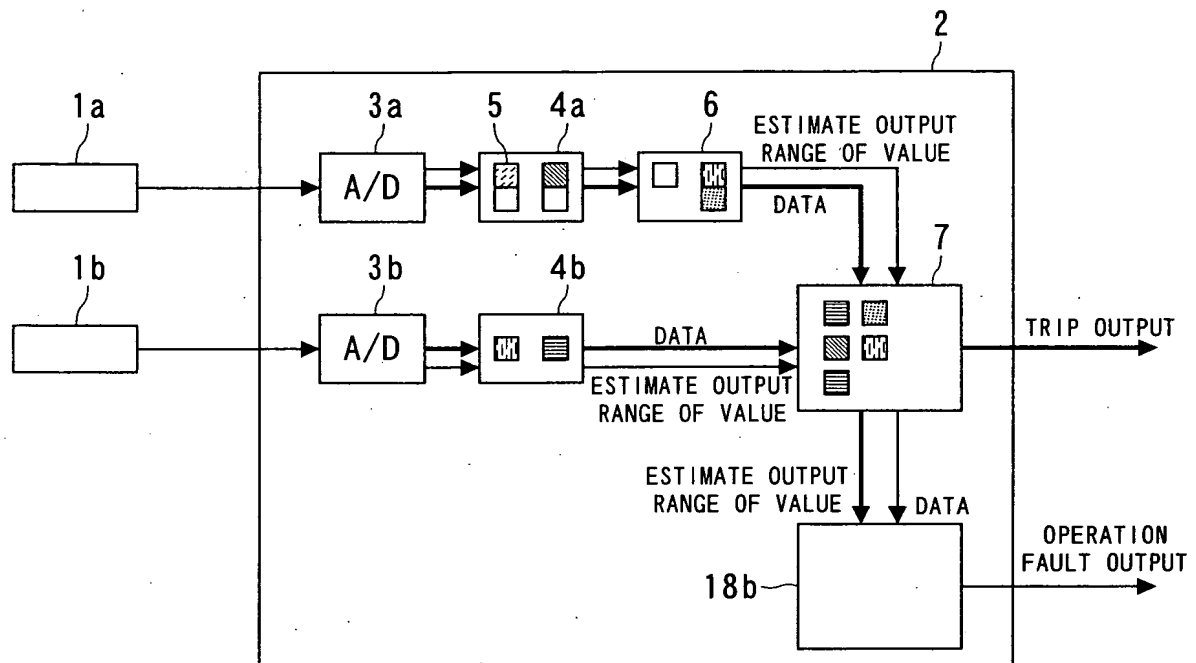 2
1a
3a
5
4a
6
ESTIMATE OUTPUT
RANGE OF VALUE
A/D
DATA
1b
3b
4b
7
A/D
DATA
TRIP OUTPUT
ESTIMATE OUTPUT
RANGE OF VALUE
ESTIMATE OUTPUT
RANGE OF VALUE
DATA
OPERATION
FAULT OUTPUT
18b